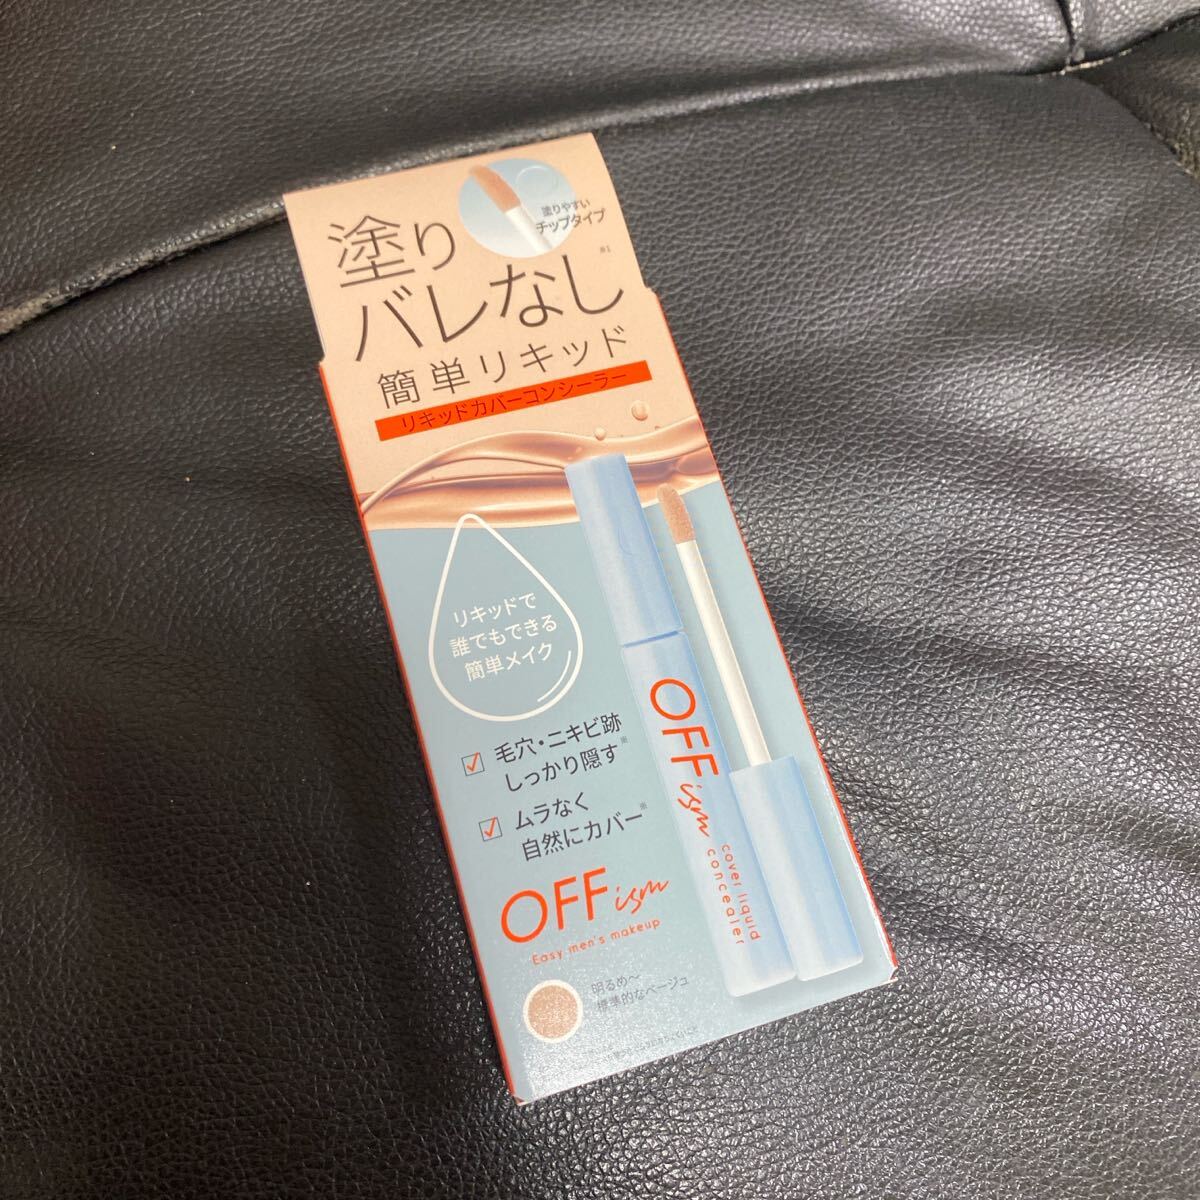 塗りやすい
チップタイプ
塗り
バレなし※1
簡単リキッド
リキッドカバーコンシーラー
リキッドで
誰でもできる
簡単メイク
毛穴・ニキビ跡
しっかり隠す※
ムラなく
自然にカバー※
OFFism
Easy men's makeup
明るめ〜
標準的なベージュ
OFFism
cover liquid
concealer